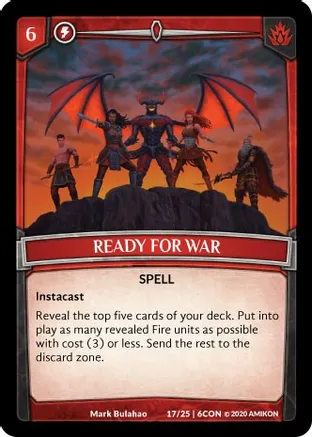 6
READY FOR WAR
SPELL
Instacast
Reveal the top five cards of your deck. Put into
play as many revealed Fire units as possible
with cost (3) or less. Send the rest to the
discard zone.
Mark Bulahao 17/25 | 6CON © 2020 AMIKON